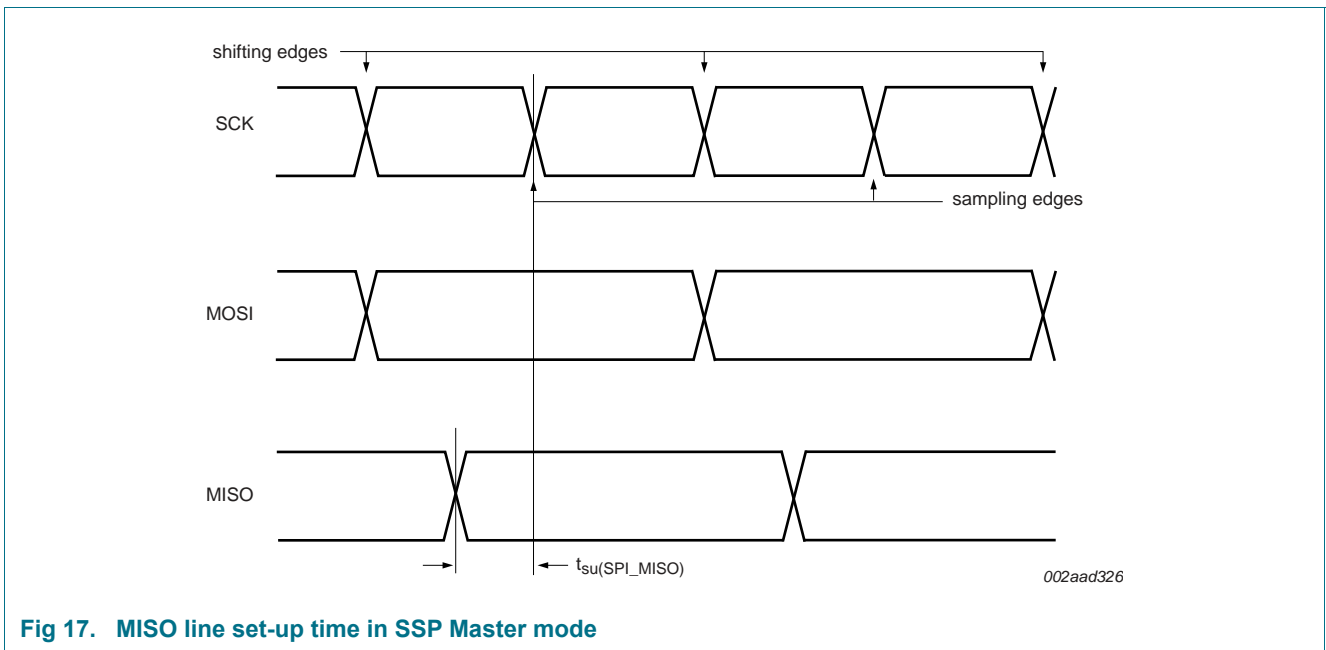 shifting edges
SCK
sampling edges
MOSI
MISO
tsu(SPI_MISO)
002aad326
Fig 17. MISO line set-up time in SSP Master mode